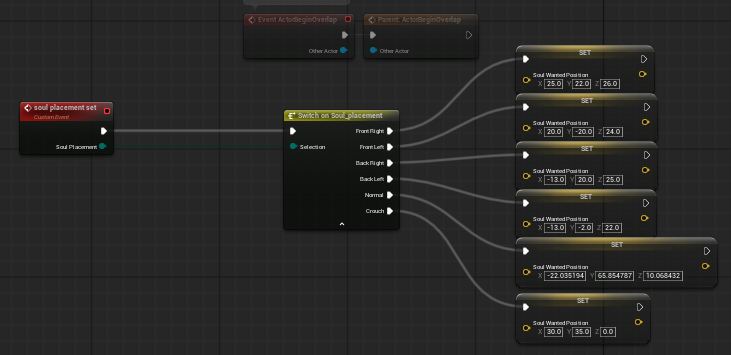 Event ActorBeginOverlap
Other Actor
Parent: ActorBeginOverlap
Other Actor
soul placement set
Custom Event
Soul Placement
Switch on Soul_placement
Selection
Front Right
Front Left
Back Right
Back Left
Normal
Crouch
SET
Soul Wanted Position
X 25.0 Y 22.0 Z 26.0
SET
Soul Wanted Position
X 20.0 Y -20.0 Z 24.0
SET
Soul Wanted Position
X -13.0 Y 20.0 Z 25.0
SET
Soul Wanted Position
X -13.0 Y -2.0 Z 22.0
SET
Soul Wanted Position
X -22.035194 Y 65.854787 Z 10.068432
SET
Soul Wanted Position
X 30.0 Y 35.0 Z 0.0